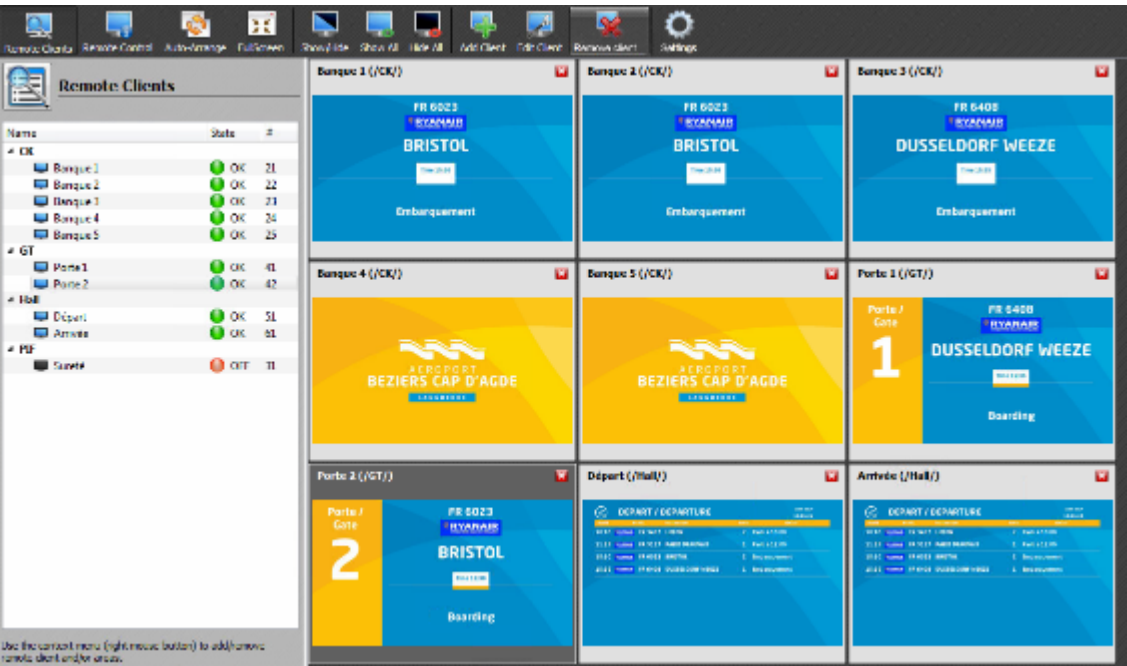 Remote Clients Remote Control Auto-Arrange FullScreen Show/Hide Show All Hide All Add Client Edit Client Remove client Settings
Remote Clients
Name State #
CK
Banque 1 OK 21
Banque 2 OK 22
Banque 3 OK 23
Banque 4 OK 24
Banque 5 OK 25
GT
Porte 1 OK 41
Porte 2 OK 42
Hall
Départ OK 51
Arrivée OK 61
PIF
Sureté OFF 31
Use the context menu (right mouse button) to add/remove
remote client and/or areas.
Banque 1 (/CK/)
FR 6023
RYANAIR
BRISTOL
Embarquement
Banque 2 (/CK/)
FR 6023
RYANAIR
BRISTOL
Embarquement
Banque 3 (/CK/)
FR 6408
RYANAIR
DUSSELDORF WEEZE
Embarquement
Banque 4 (/CK/)
AEROPORT
BEZIERS CAP D'AGDE
LANGUEDOC
Banque 5 (/CK/)
AEROPORT
BEZIERS CAP D'AGDE
LANGUEDOC
Porte 1 (/GT/)
Porte /
Gate
1
FR 6408
RYANAIR
DUSSELDORF WEEZE
Boarding
Porte 2 (/GT/)
Porte /
Gate
2
FR 6023
RYANAIR
BRISTOL
Boarding
Départ (/Hall/)
DEPART / DEPARTURE
Arrivée (/Hall/)
DEPART / DEPARTURE